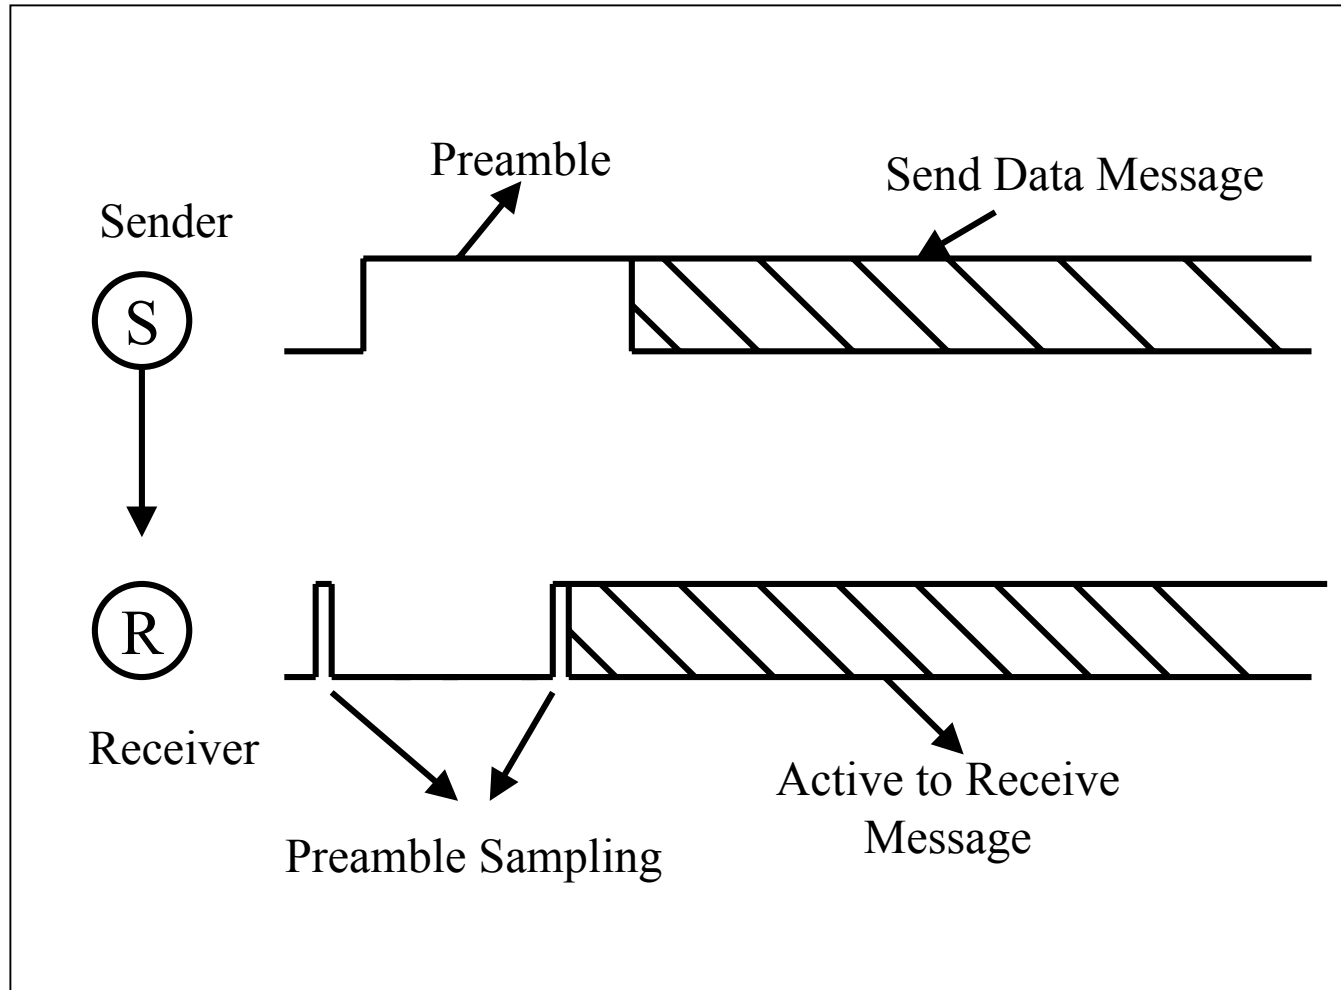 Preamble
Send Data Message
Sender
S
R
Receiver
Active to Receive
Message
Preamble Sampling